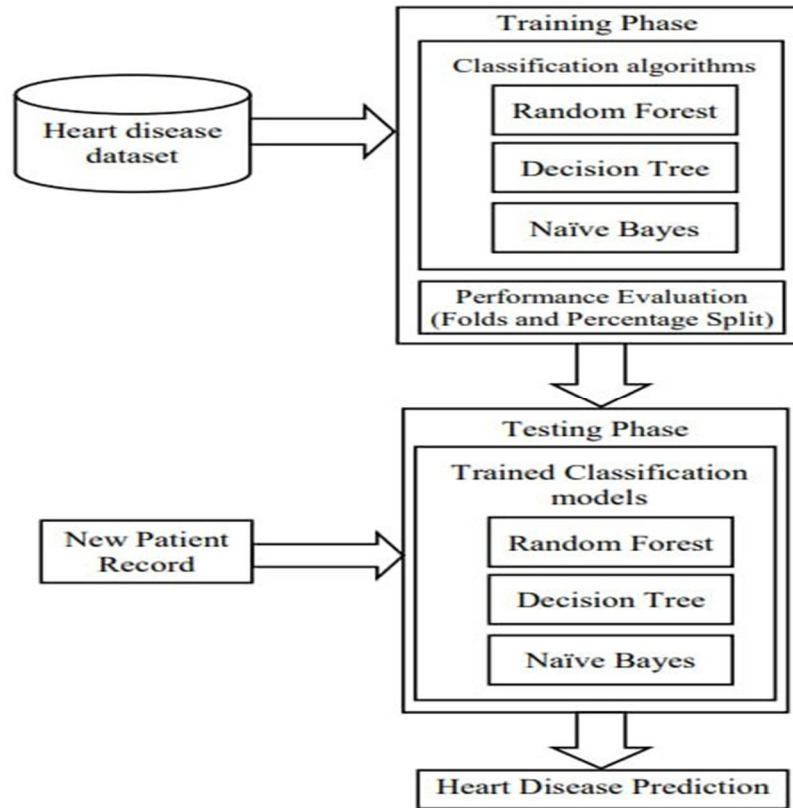 Training Phase
Classification algorithms
Random Forest
Decision Tree
Naïve Bayes
Performance Evaluation
(Folds and Percentage Split)
Heart disease
dataset
Testing Phase
Trained Classification
models
Random Forest
Decision Tree
Naïve Bayes
New Patient
Record
Heart Disease Prediction